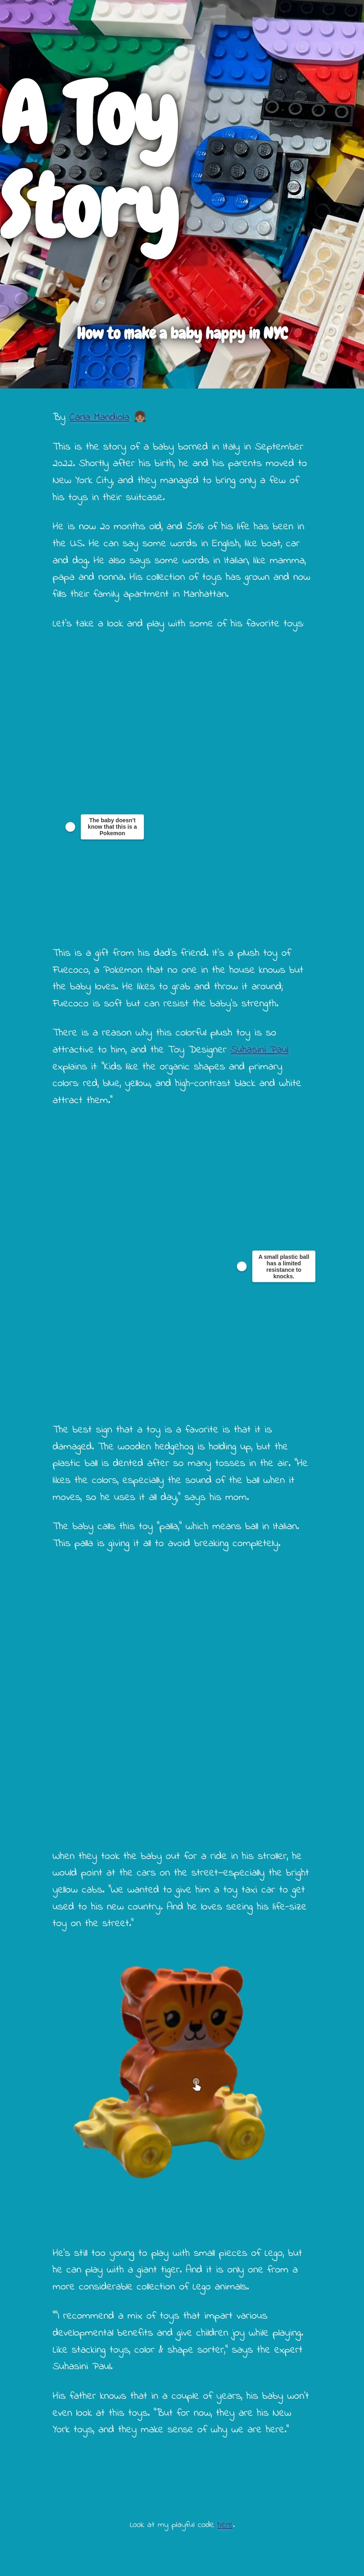 A Toy
Story
How to make a baby happy in NYC
By Carla Mandiola 👧🏽
This is the story of a baby borned in Italy in September
2022. Shortly after his birth, he and his parents moved to
New York City, and they managed to bring only a few of
his toys in their suitcase.
He is now 20 months old, and 50% of his life has been in
the U.S. He can say some words in English, like boat, car
and dog. He also says some words in Italian, like mamma,
papa and nonna. His collection of toys has grown and now
fills their family apartment in Manhattan.
Let's take a look and play with some of his favorite toys:
The baby doesn't
know that this is a
Pokemon
This is a gift from his dad's friend. It's a plush toy of
Fuecoco, a Pokemon that no one in the house knows but
the baby loves. He likes to grab and throw it around;
Fuecoco is soft but can resist the baby's strength.
There is a reason why this colorful plush toy is so
attractive to him, and the Toy Designer Suhasini Paul
explains it "Kids like the organic shapes and primary
colors: red, blue, yellow, and high-contrast black and white
attract them."
A small plastic ball
has a limited
resistance to
knocks.
The best sign that a toy is a favorite is that it is
damaged. The wooden hedgehog is holding up, but the
plastic ball is dented after so many tosses in the air. "He
likes the colors, especially the sound of the ball when it
moves, so he uses it all day," says his mom.
The baby calls this toy "palla," which means ball in Italian.
This palla is giving it all to avoid breaking completely.
When they took the baby out for a ride in his stroller, he
would point at the cars on the street—especially the bright
yellow cabs. "We wanted to give him a toy taxi car to get
used to his new country. And he loves seeing his life-size
toy on the street."
He's still too young to play with small pieces of Lego, but
he can play with a giant tiger. And it is only one from a
more considerable collection of Lego animals.
"I recommend a mix of toys that impart various
developmental benefits and give children joy while playing.
Like stacking toys, color & shape sorter," says the expert
Suhasini Paul.
His father knows that in a couple of years, his baby won't
even look at this toys. "But for now, they are his New
York toys, and they make sense of why we are here."
Look at my playful code here.